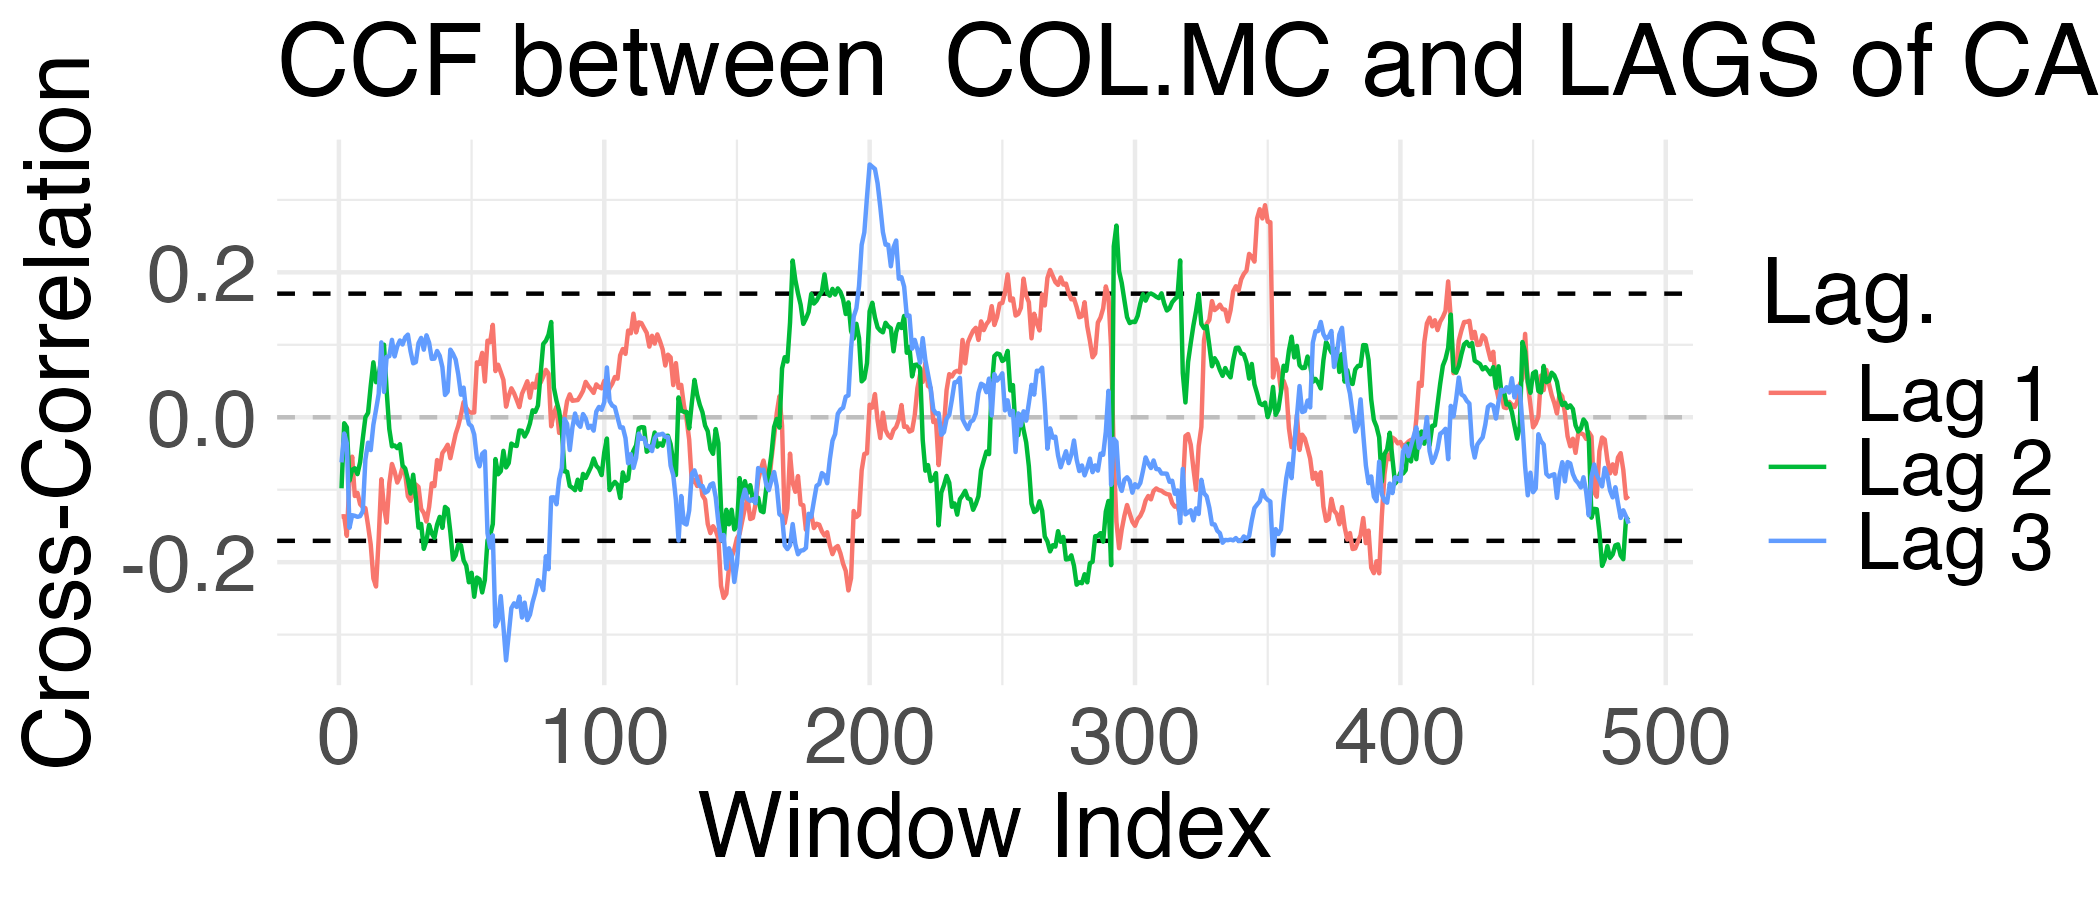 CCF between  COL.MC and LAGS of CA
Cross-Correlation
0.2
0.0
-0.2
0
100
200
300
400
500
Window Index
Lag.
Lag 1
Lag 2
Lag 3